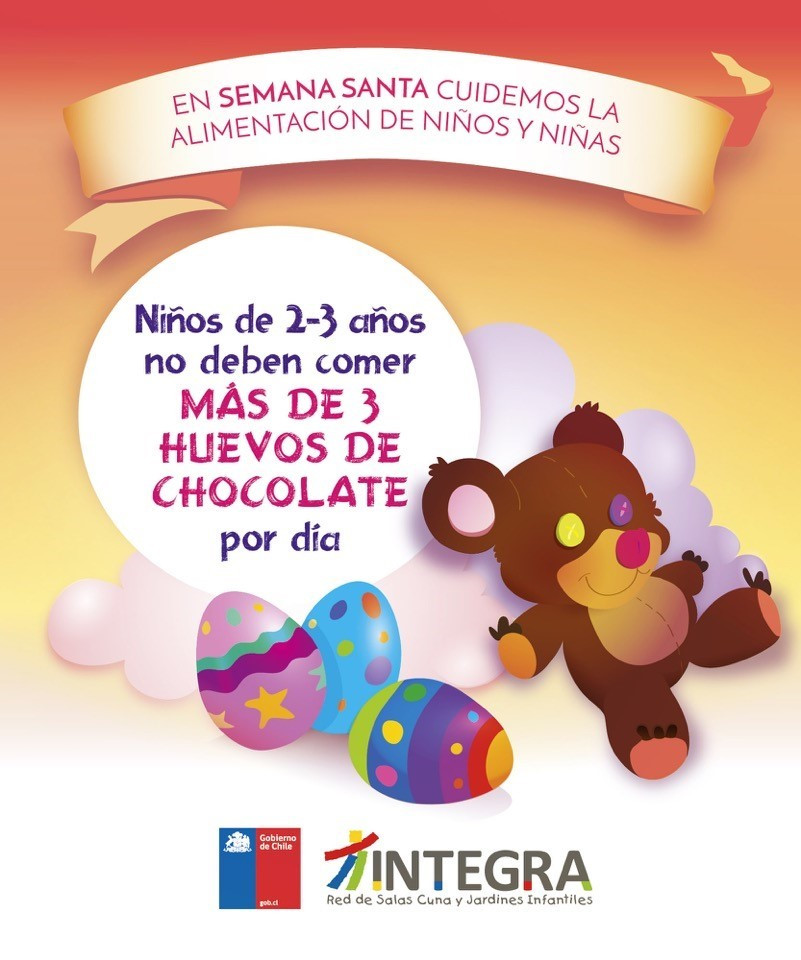 EN SEMANA SANTA CUIDEMOS LA
ALIMENTACIÓN DE NIÑOS Y NIÑAS
Niños de 2-3 años
no deben comer
MÁS DE 3
HUEVOS DE
CHOCOLATE
por día
Gobierno
de Chile
gob.cl
INTEGRA
Red de Salas Cuna y Jardines Infantiles